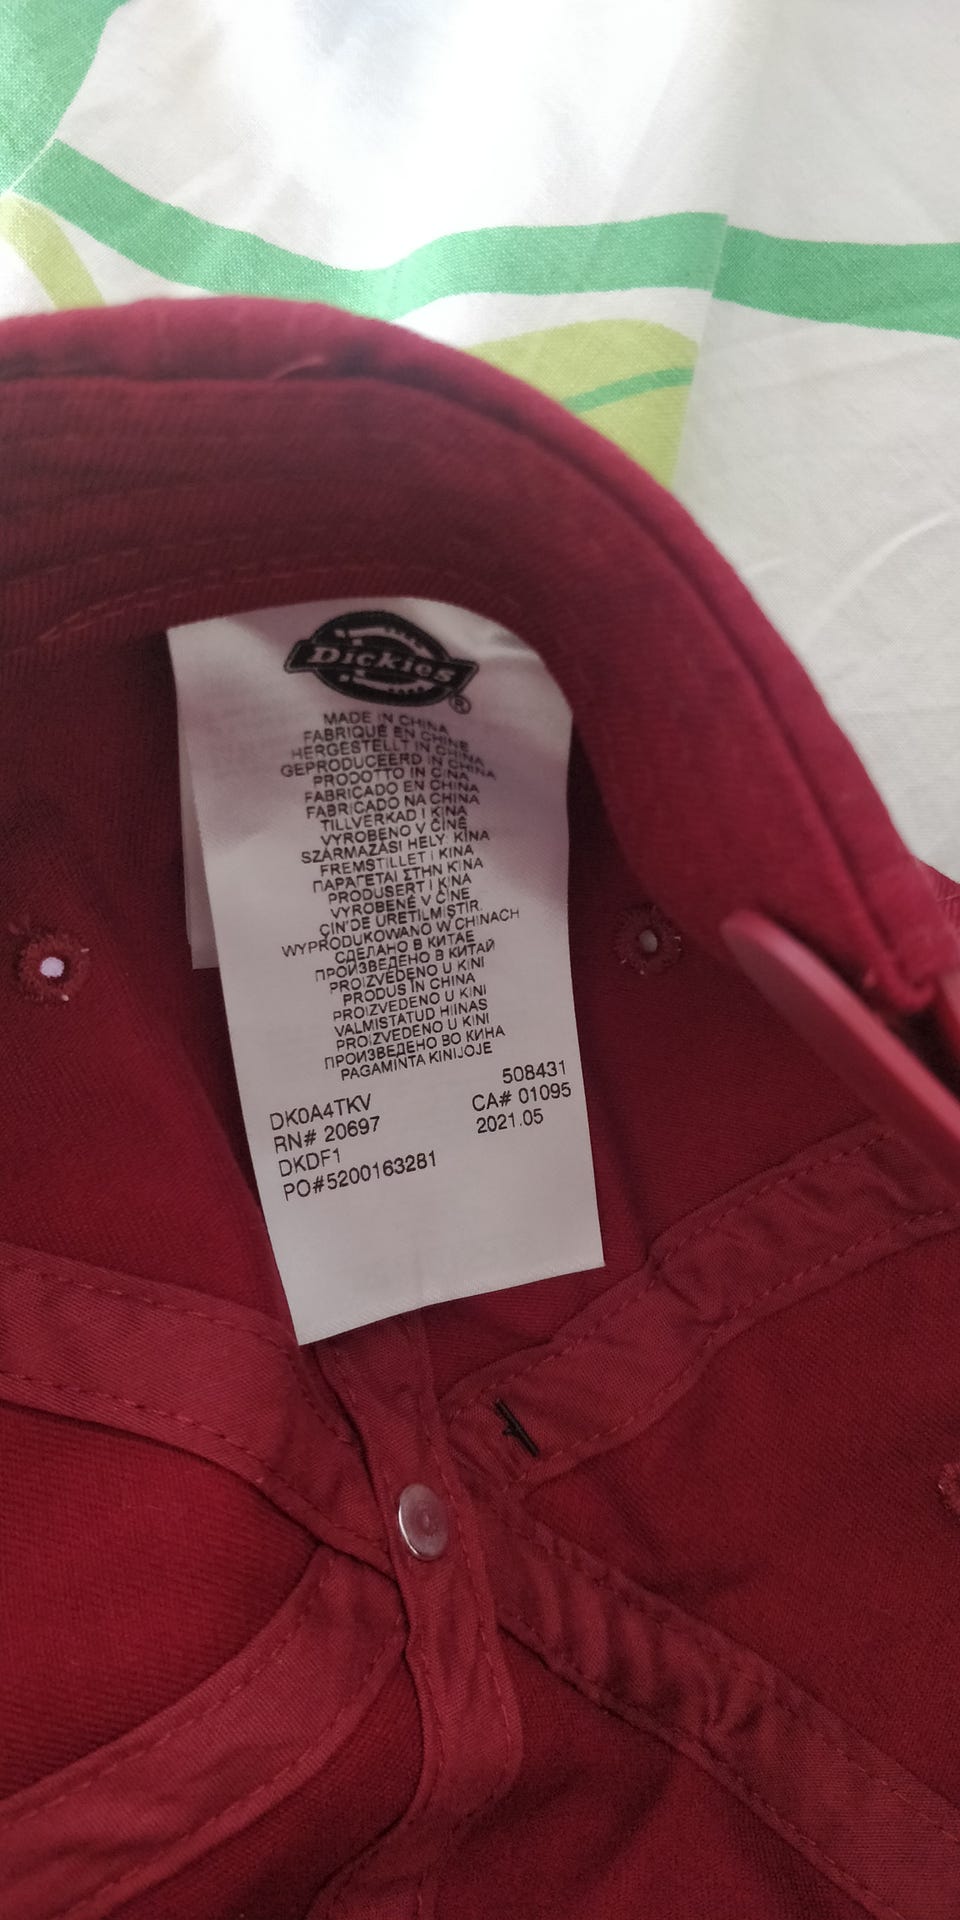 Dickies®
MADE IN CHINA
FABRIQUÉ EN CHINE
HERGESTELLT IN CHINA
GEPRODUCEERD IN CHINA
PRODOTTO IN CINA
FABRICADO EN CHINA
FABRICADO NA CHINA
TILLVERKAD I KINA
VYROBENO V ČÍNĚ
SZÁRMAZÁSI HELY: KÍNA
FREMSTILLET I KINA
ΠΑΡΑΓΕΤΑΙ ΣΤΗΝ ΚΙΝΑ
PRODUSERT I KINA
VYROBENÉ V ČÍNE
ÇİN'DE ÜRETİLMİŞTİR.
WYPRODUKOWANO W CHINACH
СДЕЛАНО В КИТАЕ
ПРОИЗВЕДЕНО В КИТАЙ
PROIZVEDENO U KINI
PRODUS ÎN CHINA
PROIZVEDENO U KINI
VALMISTATUD HIINAS
PROIZVEDENO U KINI
ПРОИЗВЕДЕНО ВО КИНА
PAGAMINTA KINIJOJE
508431
DK0A4TKV CA# 01095
RN# 20697 2021.05
DKDF1
PO#5200163281